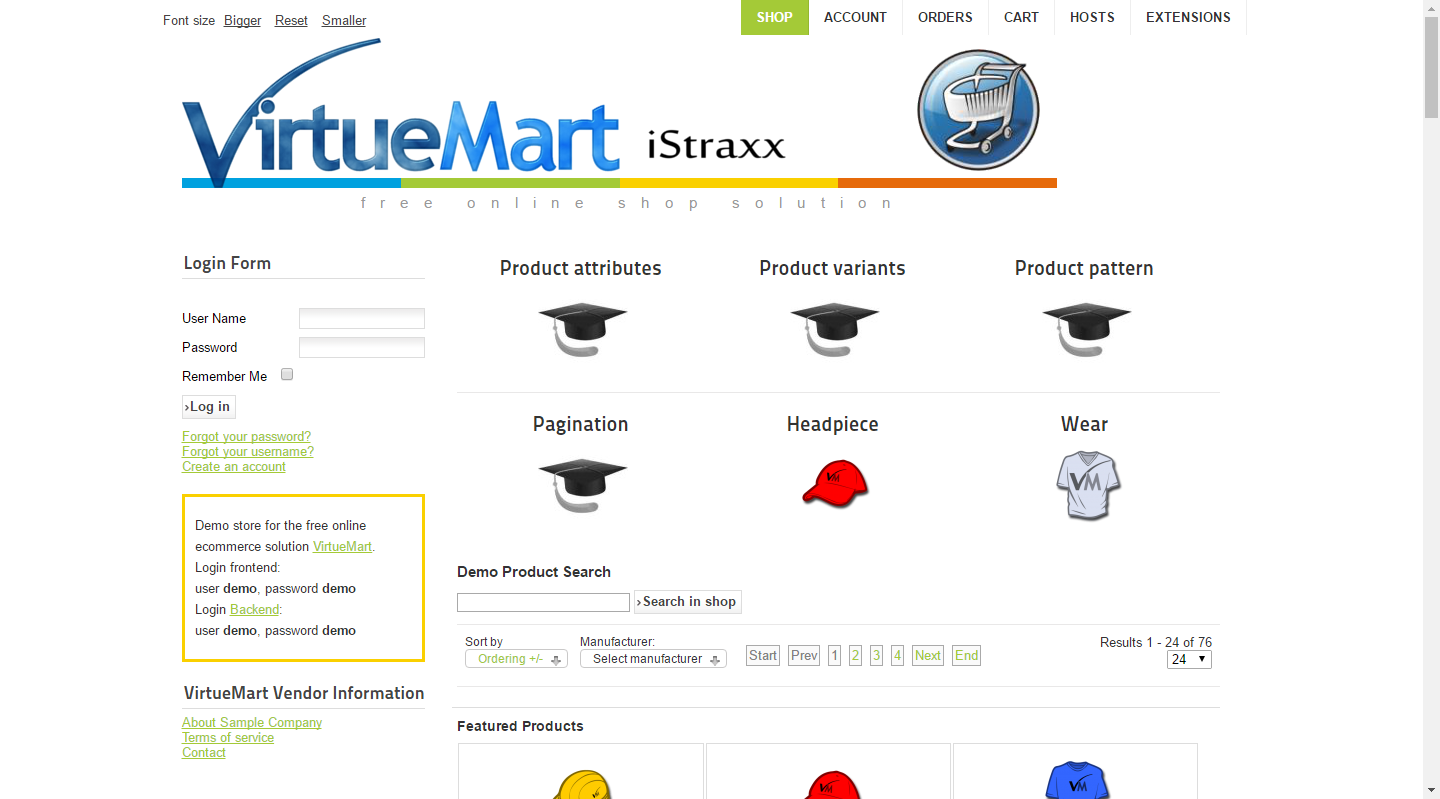 Font size Bigger Reset Smaller
SHOP ACCOUNT ORDERS CART HOSTS EXTENSIONS
VirtueMart iStraxx
free online shop solution
Login Form
User Name
Password
Remember Me
Log in
Forgot your password?
Forgot your username?
Create an account
Demo store for the free online
ecommerce solution VirtueMart.
Login frontend:
user demo, password demo
Login Backend:
user demo, password demo
VirtueMart Vendor Information
About Sample Company
Terms of service
Contact
Product attributes Product variants Product pattern
Pagination Headpiece Wear
VM VM
Demo Product Search
Search in shop
Sort by Manufacturer: Results 1 - 24 of 76
Ordering +/- Select manufacturer Start Prev 1 2 3 4 Next End 24
Featured Products
VM